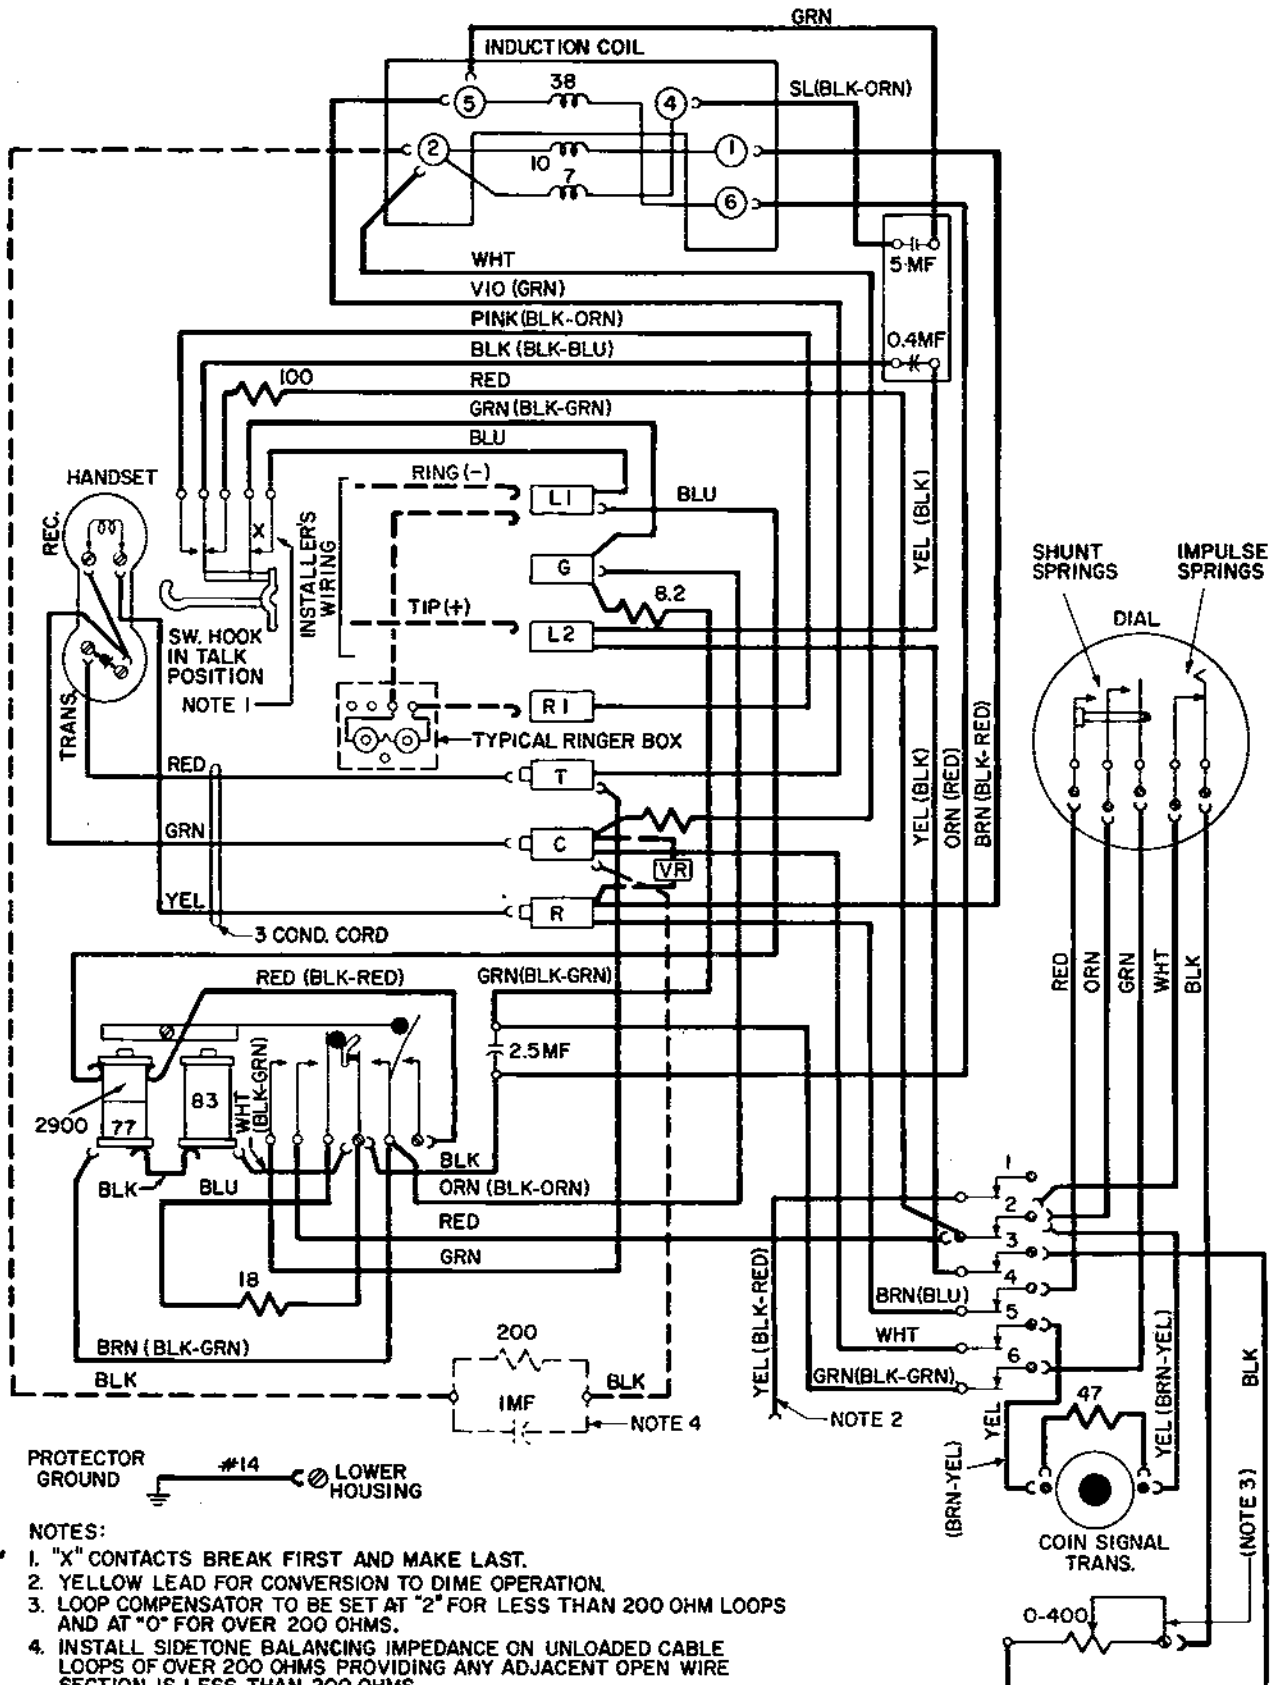 GRN
INDUCTION COIL
38
5
4
SL(BLK-ORN)
2
10
1
7
6
5 MF
WHT
VIO (GRN)
PINK(BLK-ORN)
0.4MF
BLK (BLK-BLU)
100
RED
GRN (BLK-GRN)
BLU
HANDSET
RING (-)
L1
BLU
YEL (BLK)
REC.
X
INSTALLER'S
WIRING
G
8.2
SHUNT
SPRINGS
IMPULSE
SPRINGS
TIP(+)
L2
DIAL
SW. HOOK
IN TALK
POSITION
NOTE 1
TRANS.
R1
TYPICAL RINGER BOX
RED
T
YEL (BLK)
ORN (RED)
BRN (BLK-RED)
GRN
C
VR
YEL
R
3 COND. CORD
RED (BLK-RED)
GRN(BLK-GRN)
RED
ORN
GRN
WHT
BLK
2.5MF
WHT
(BLK-GRN)
83
2900
77
BLK
BLK
BLU
ORN (BLK-ORN)
RED
GRN
18
1
2
3
4
5
6
BRN(BLU)
WHT
GRN(BLK-GRN)
YEL (BLK-RED)
NOTE 2
BRN (BLK-GRN)
BLK
200
1MF
BLK
NOTE 4
YEL
(BRN-YEL)
47
YEL (BRN-YEL)
BLK
PROTECTOR
GROUND
#14
LOWER
HOUSING
COIN SIGNAL
TRANS.
(NOTE 3)
0-400
NOTES:
1. "X" CONTACTS BREAK FIRST AND MAKE LAST.
2. YELLOW LEAD FOR CONVERSION TO DIME OPERATION.
3. LOOP COMPENSATOR TO BE SET AT "2" FOR LESS THAN 200 OHM LOOPS
AND AT "0" FOR OVER 200 OHMS.
4. INSTALL SIDETONE BALANCING IMPEDANCE ON UNLOADED CABLE
LOOPS OF OVER 200 OHMS PROVIDING ANY ADJACENT OPEN WIRE
SECTION IS LESS THAN 200 OHMS.